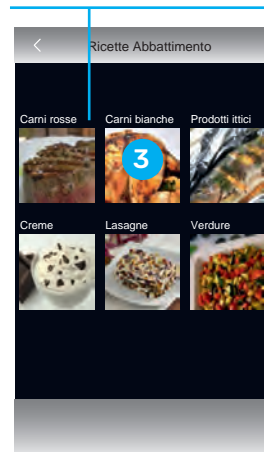 Ricette Abbattimento
Carni rosse Carni bianche Prodotti ittici
3
Creme Lasagne Verdure